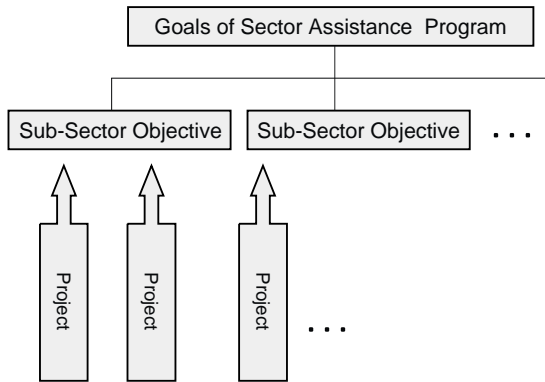 Goals of Sector Assistance Program
Sub-Sector Objective
Sub-Sector Objective
. . .
Project
Project
Project
. . .